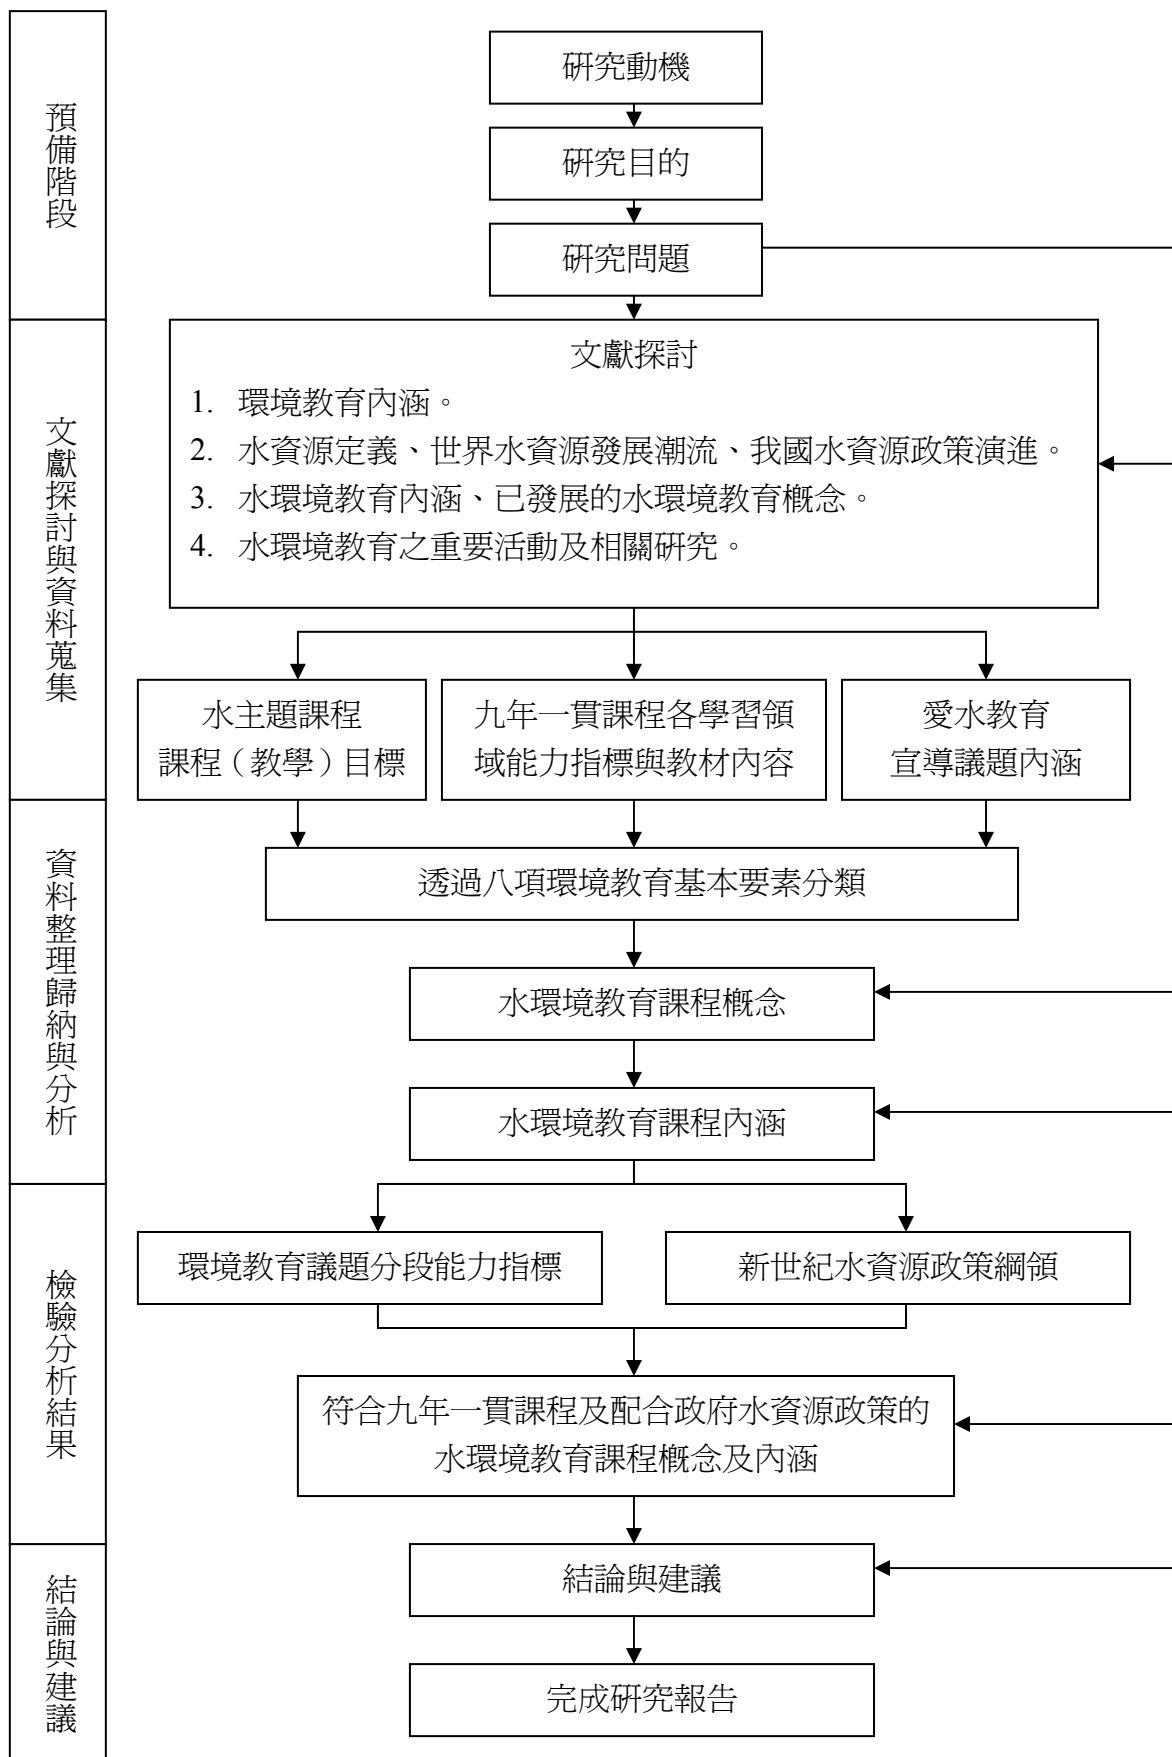 預備階段
研究動機
研究目的
研究問題
文獻探討與資料蒐集
文獻探討
1. 環境教育內涵。
2. 水資源定義、世界水資源發展潮流、我國水資源政策演進。
3. 水環境教育內涵、已發展的水環境教育概念。
4. 水環境教育之重要活動及相關研究。
水主題課程
課程（教學）目標
九年一貫課程各學習領
域能力指標與教材內容
愛水教育
宣導議題內涵
資料整理歸納與分析
透過八項環境教育基本要素分類
水環境教育課程概念
水環境教育課程內涵
檢驗分析結果
環境教育議題分段能力指標
新世紀水資源政策綱領
符合九年一貫課程及配合政府水資源政策的
水環境教育課程概念及內涵
結論與建議
結論與建議
完成研究報告